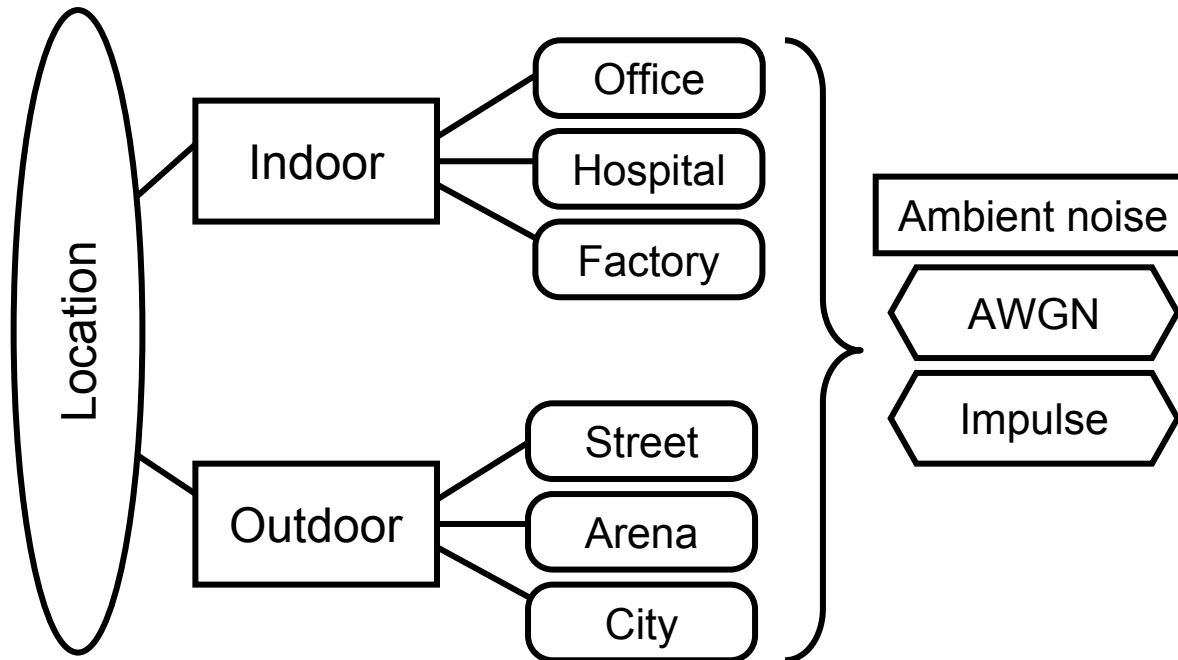 Location
Indoor
Office
Hospital
Factory
Outdoor
Street
Arena
City
Ambient noise
AWGN
Impulse